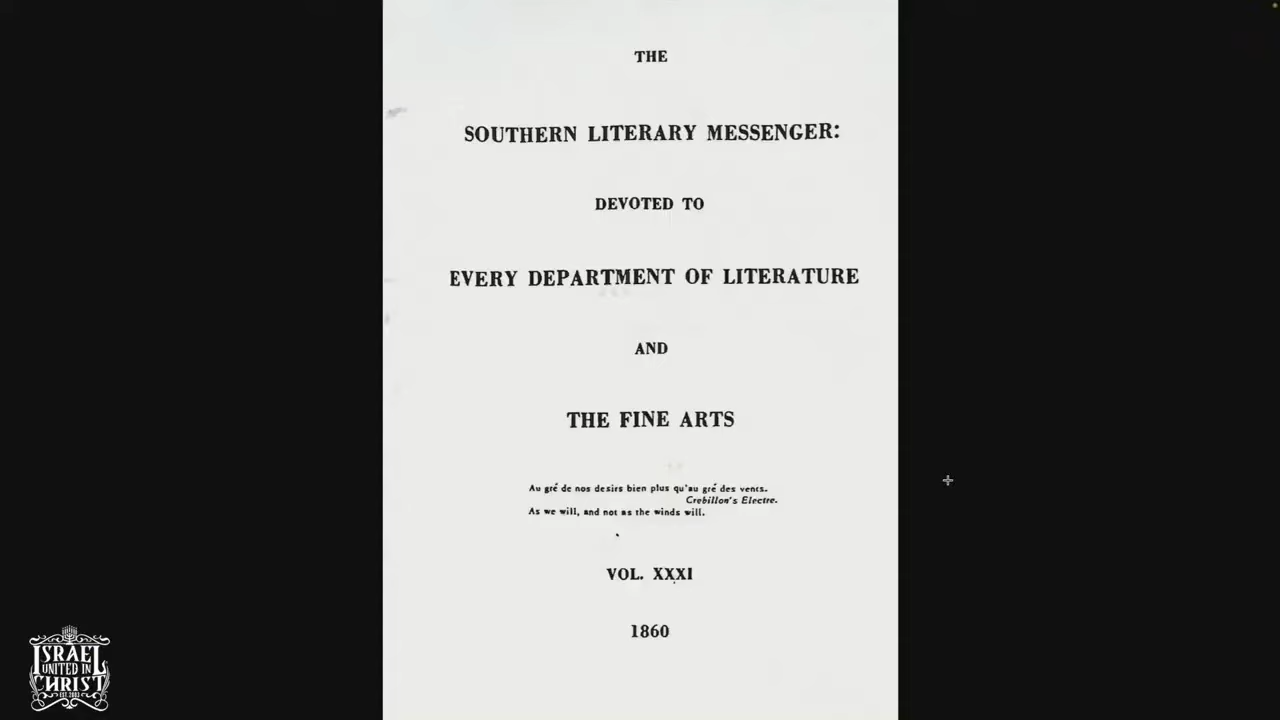 THE
SOUTHERN LITERARY MESSENGER:
DEVOTED TO
EVERY DEPARTMENT OF LITERATURE
AND
THE FINE ARTS
Au gré de nos desirs bien plus qu'au gré des vents.
Crebillon's Electre.
As we will, and not as the winds will.
VOL. XXXI
1860
ISRAEL
UNITED IN
CHRIST
EST. 2003